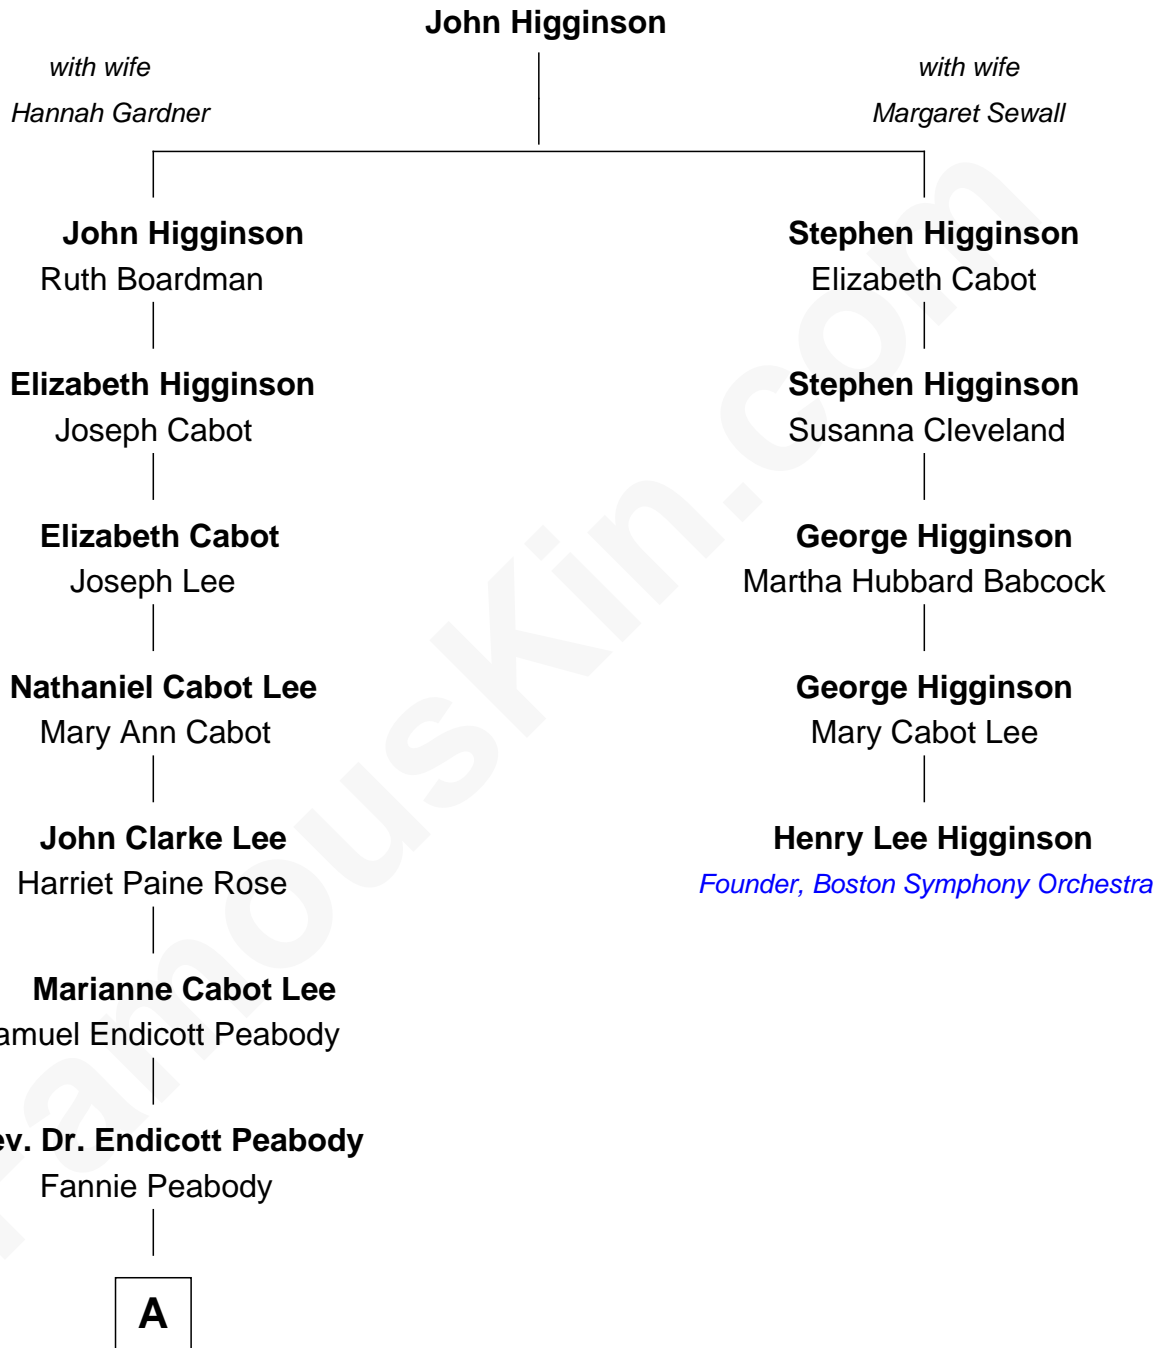 John Higginson
with wife
Hannah Gardner
with wife
Margaret Sewall
John Higginson
Ruth Boardman
Stephen Higginson
Elizabeth Cabot
Elizabeth Higginson
Joseph Cabot
Stephen Higginson
Susanna Cleveland
Elizabeth Cabot
Joseph Lee
George Higginson
Martha Hubbard Babcock
Nathaniel Cabot Lee
Mary Ann Cabot
George Higginson
Mary Cabot Lee
John Clarke Lee
Harriet Paine Rose
Henry Lee Higginson
Founder, Boston Symphony Orchestra
Marianne Cabot Lee
amuel Endicott Peabody
ev. Dr. Endicott Peabody
Fannie Peabody
A
FamousKin.com